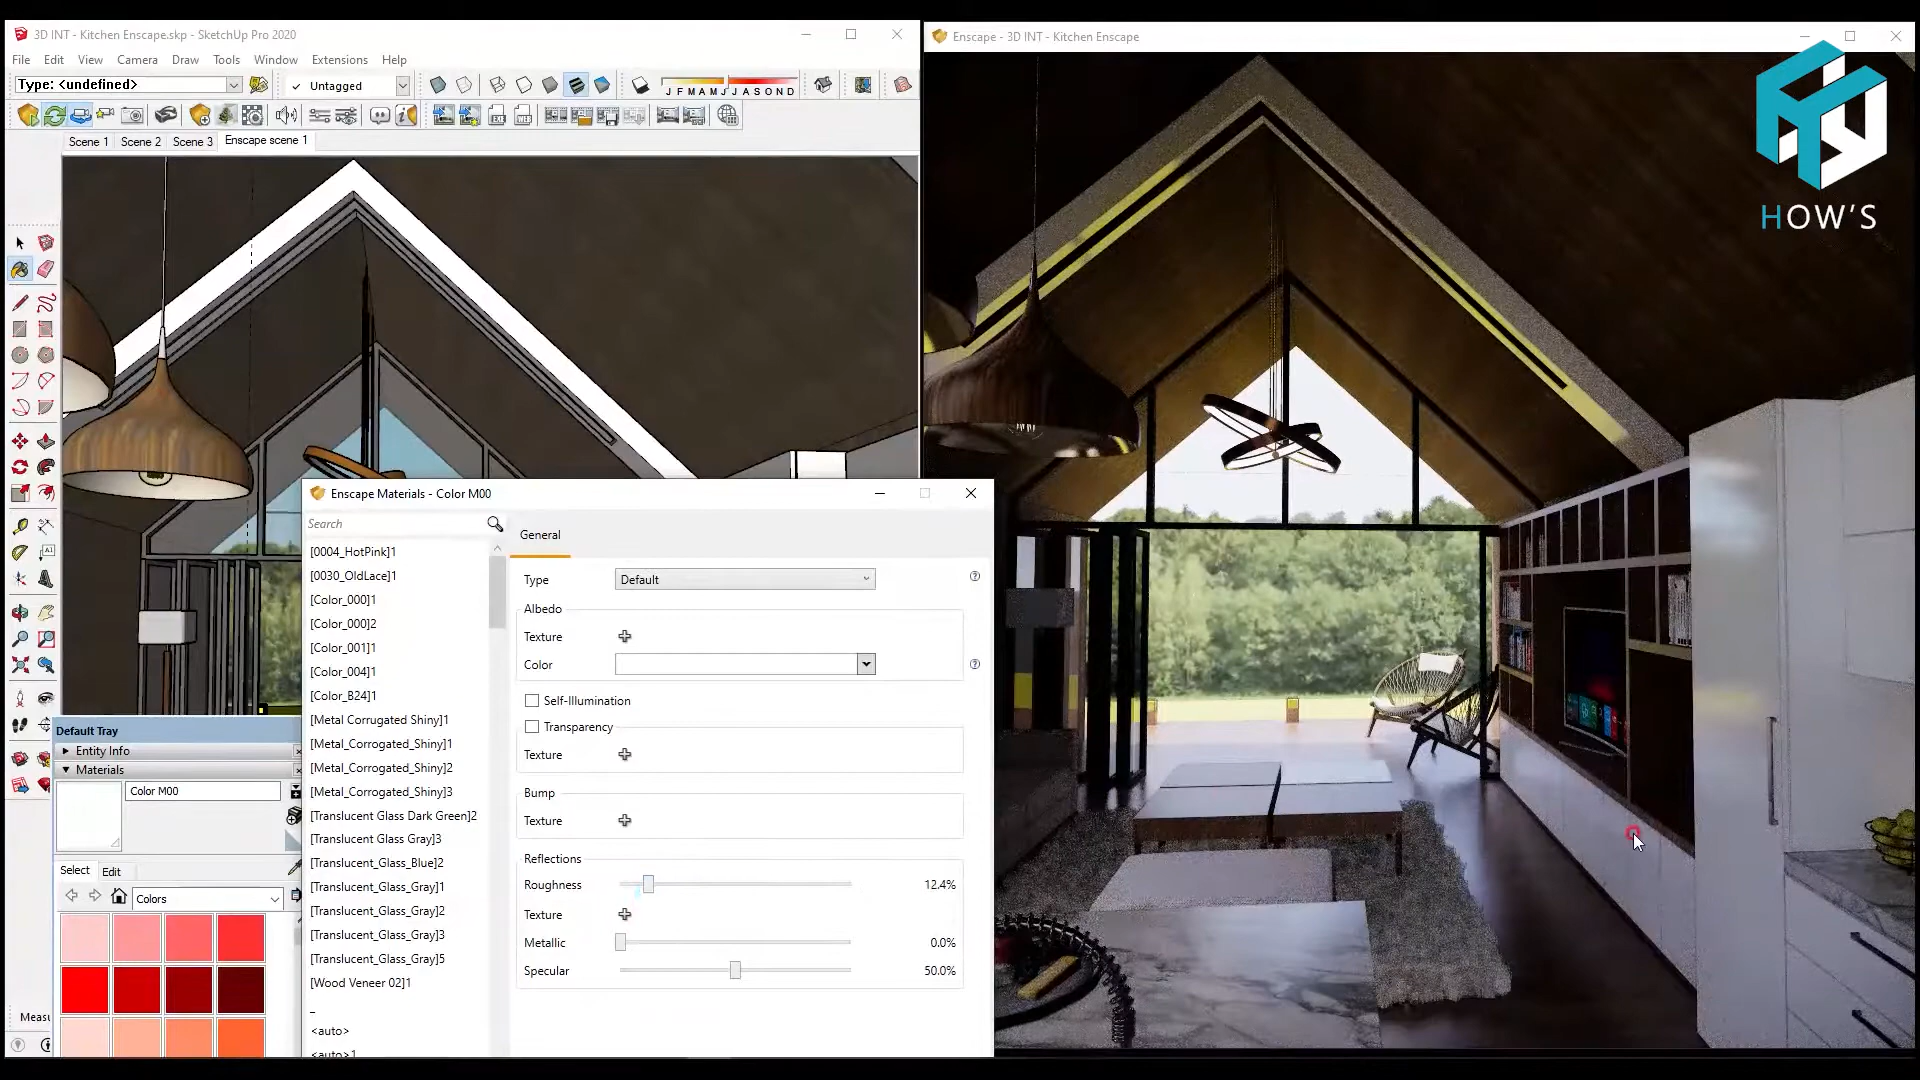 3D INT - Kitchen Enscape.skp - SketchUp Pro 2020
File Edit View Camera Draw Tools Window Extensions Help
Type: <undefined>
✓ Untagged
J F M A M J J A S O N D
Scene 1 Scene 2 Scene 3 Enscape scene 1
Enscape - 3D INT - Kitchen Enscape
HOW'S
Enscape Materials - Color M00
Search
[0004_HotPink]1
[0030_OldLace]1
[Color_000]1
[Color_000]2
[Color_001]1
[Color_004]1
[Color_B24]1
[Metal Corrugated Shiny]1
[Metal_Corrogated_Shiny]1
[Metal_Corrogated_Shiny]2
[Metal_Corrogated_Shiny]3
[Translucent Glass Dark Green]2
[Translucent Glass Gray]3
[Translucent_Glass_Blue]2
[Translucent_Glass_Gray]1
[Translucent_Glass_Gray]2
[Translucent_Glass_Gray]3
[Translucent_Glass_Gray]5
[Wood Veneer 02]1
_
<auto>
<auto>1
General
Type Default
Albedo
Texture
Color
Self-Illumination
Transparency
Texture
Bump
Texture
Reflections
Roughness 12.4%
Texture
Metallic 0.0%
Specular 50.0%
Default Tray
Entity Info
Materials
Color M00
Select Edit
Colors
Measu